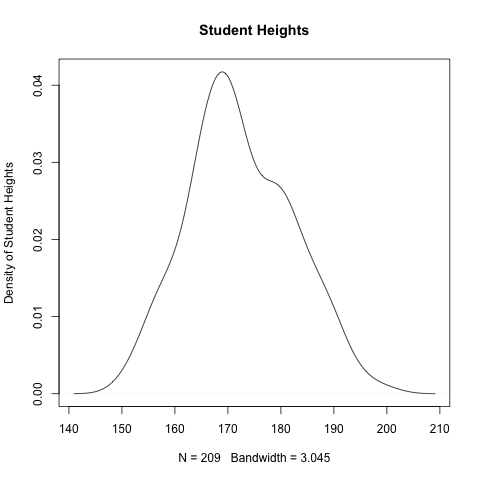 Student Heights
Density of Student Heights
0.04
0.03
0.02
0.01
0.00
140 150 160 170 180 190 200 210
N = 209 Bandwidth = 3.045